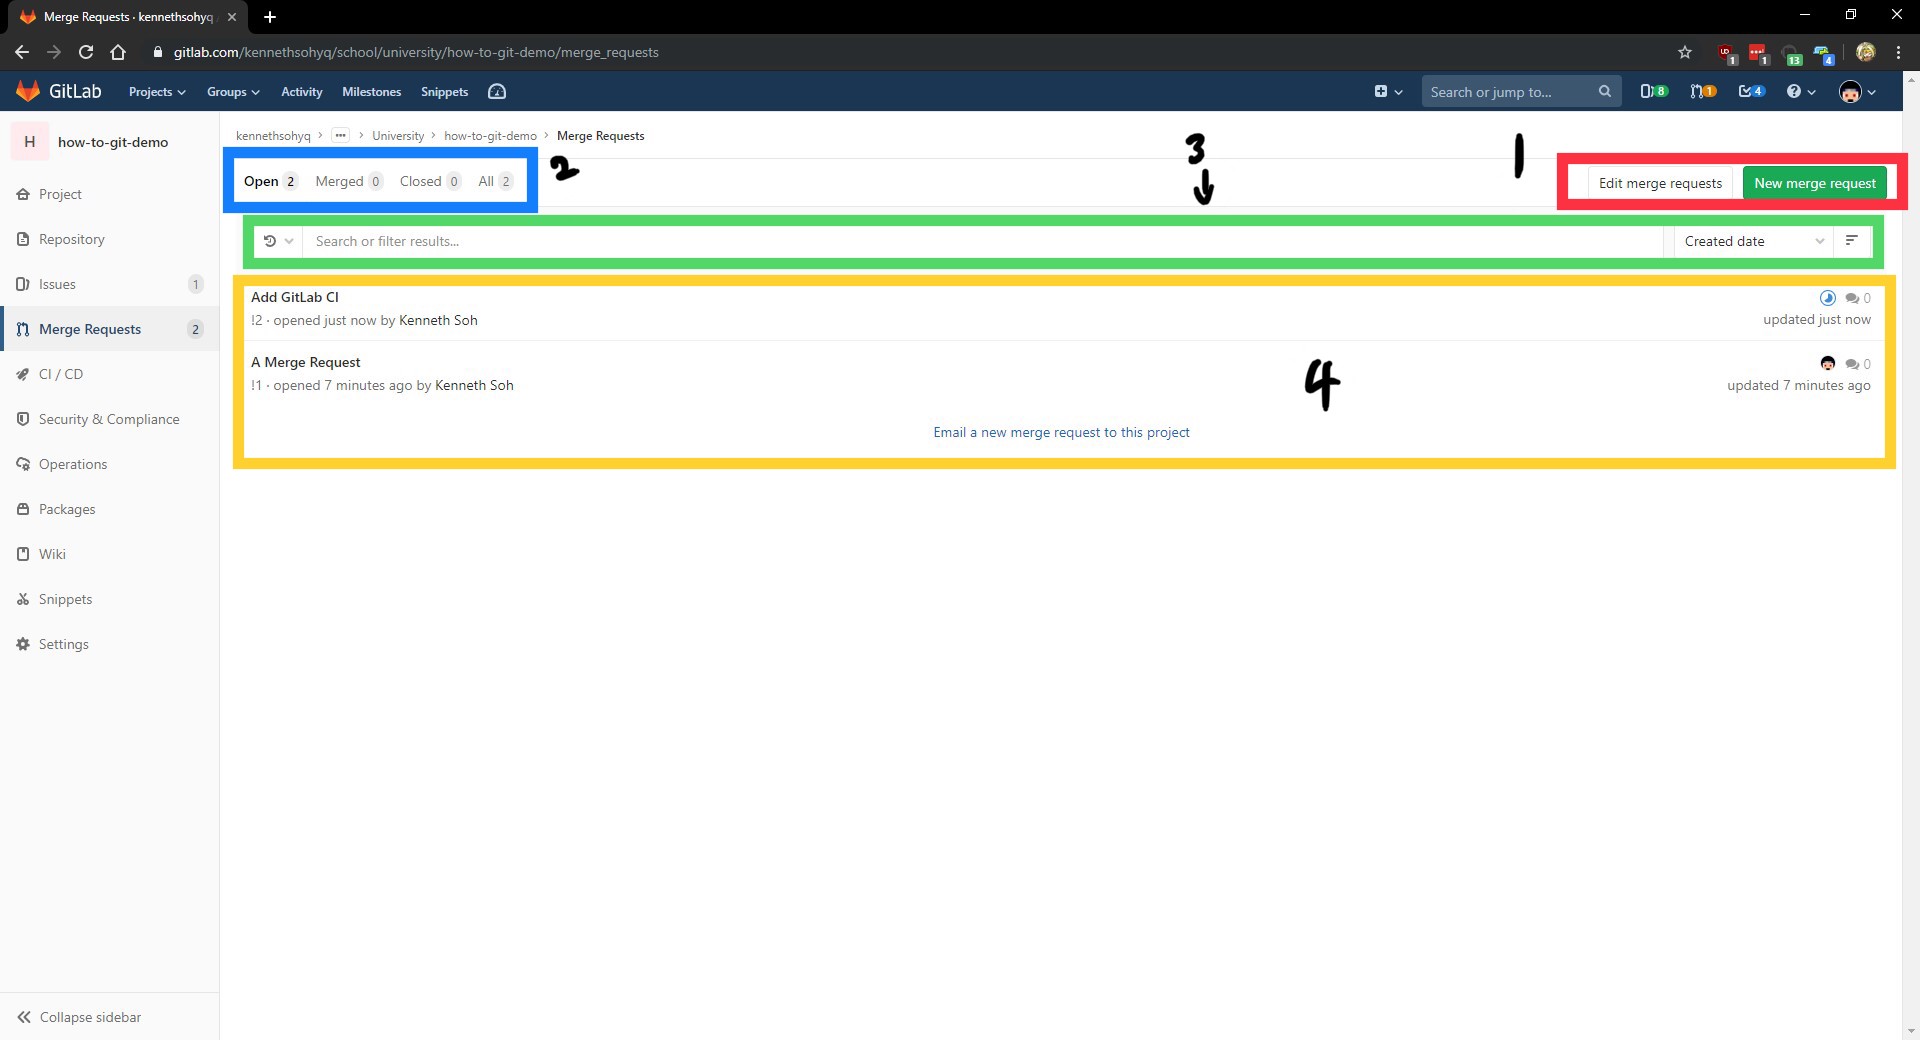 Merge Requests · kennethsohyq
gitlab.com/kennethsohyq/school/university/how-to-git-demo/merge_requests
1 1 13 4
GitLab Projects Groups Activity Milestones Snippets Search or jump to... 8 1 4
H how-to-git-demo
kennethsohyq › ... › University › how-to-git-demo › Merge Requests
3
1
Open 2 Merged 0 Closed 0 All 2
2
Edit merge requests New merge request
Project
Repository
Issues 1
Merge Requests 2
CI / CD
Security & Compliance
Operations
Packages
Wiki
Snippets
Settings
Collapse sidebar
Search or filter results... Created date
Add GitLab CI 0
!2 · opened just now by Kenneth Soh updated just now
A Merge Request 0
!1 · opened 7 minutes ago by Kenneth Soh updated 7 minutes ago
4
Email a new merge request to this project